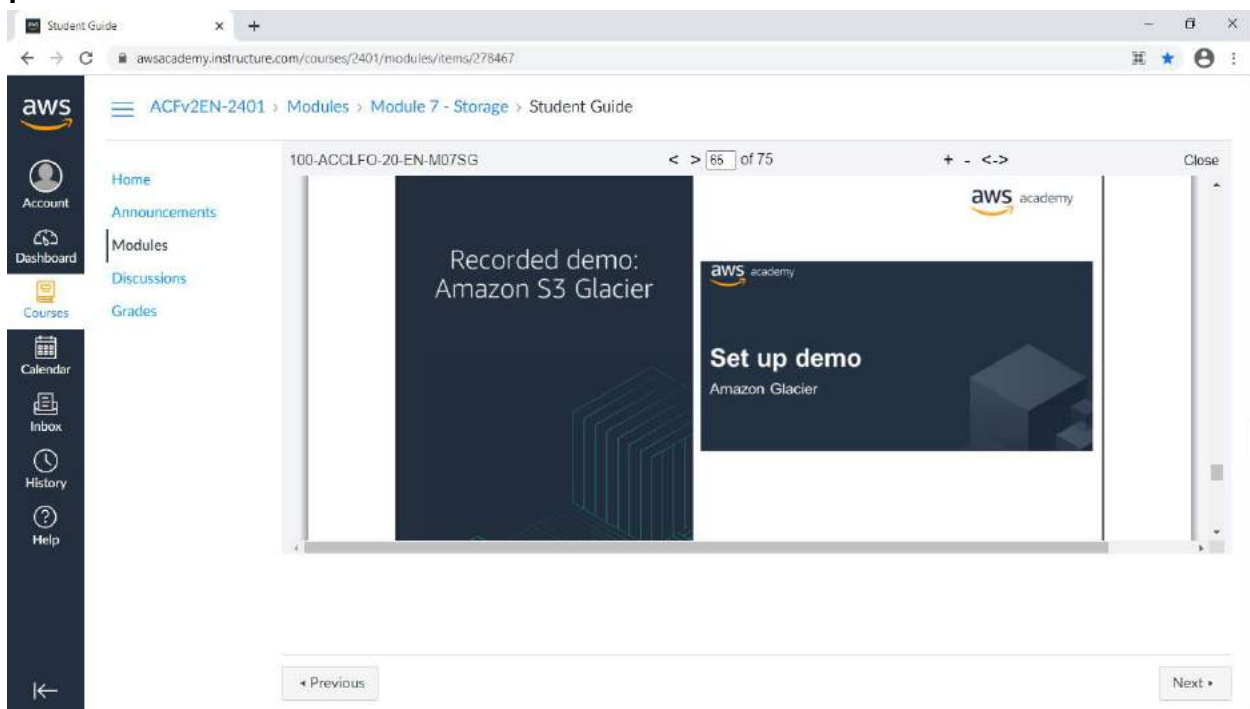 Student Guide
awsacademy.instructure.com/courses/2401/modules/items/278467
aws
ACFv2EN-2401 › Modules › Module 7 - Storage › Student Guide
Account
Dashboard
Courses
Calendar
Inbox
History
Help
Home
Announcements
Modules
Discussions
Grades
100-ACCLFO-20-EN-M07SG < > 65 of 75 + - <-> Close
Recorded demo:
Amazon S3 Glacier
aws academy
aws academy
Set up demo
Amazon Glacier
◂ Previous
Next ▸